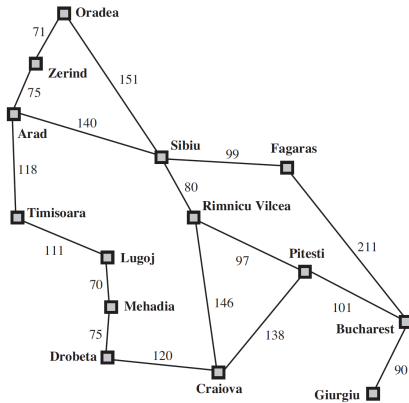 Oradea
71
Zerind
75
151
Arad
140
Sibiu
99
Fagaras
118
80
Timisoara
Rimnicu Vilcea
111
Lugoj
97
Pitesti
211
70
Mehadia
146
101
75
138
Bucharest
Drobeta
120
90
Craiova
Giurgiu